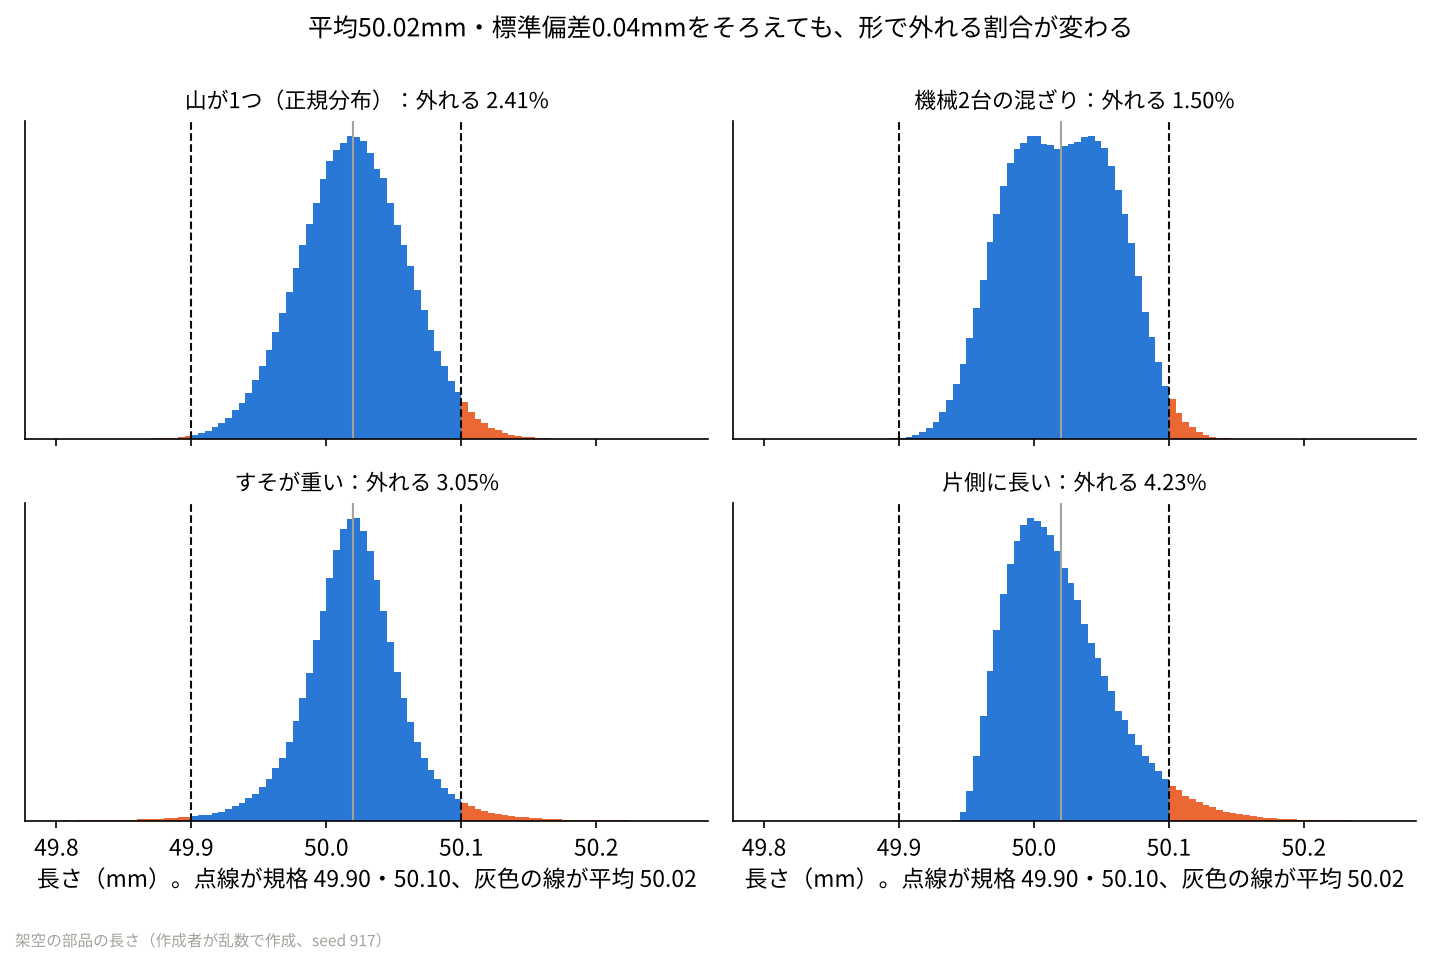 平均50.02mm・標準偏差0.04mmをそろえても、形で外れる割合が変わる
山が1つ（正規分布）：外れる 2.41%
機械2台の混ざり：外れる 1.50%
すそが重い：外れる 3.05%
片側に長い：外れる 4.23%
49.8 49.9 50.0 50.1 50.2
長さ（mm）。点線が規格 49.90・50.10、灰色の線が平均 50.02
49.8 49.9 50.0 50.1 50.2
長さ（mm）。点線が規格 49.90・50.10、灰色の線が平均 50.02
架空の部品の長さ（作成者が乱数で作成、seed 917）